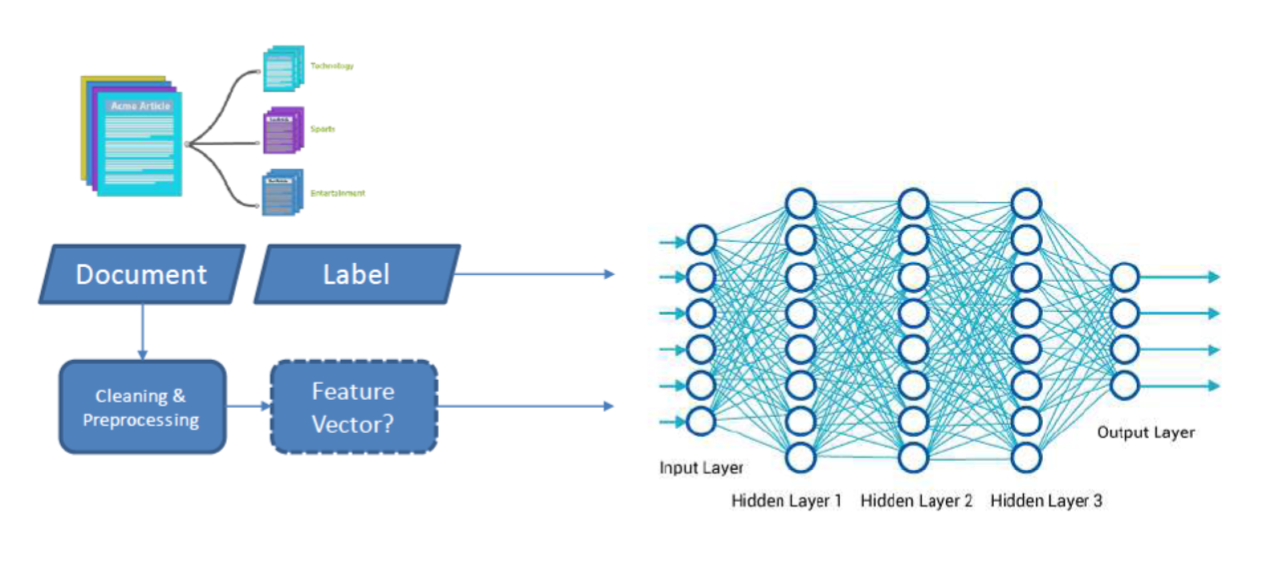 Acme Article
Technology
Sports
Entertainment
Document
Label
Cleaning &
Preprocessing
Feature
Vector?
Input Layer
Hidden Layer 1
Hidden Layer 2
Hidden Layer 3
Output Layer